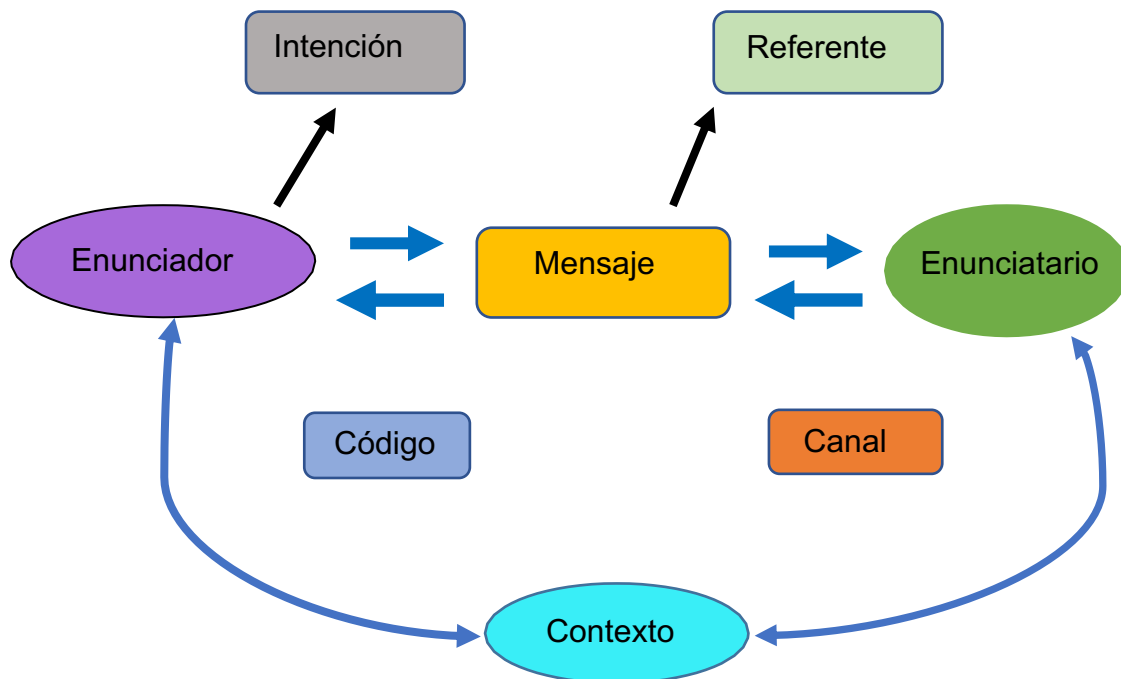 Intención
Referente
Enunciador
Mensaje
Enunciatario
Código
Canal
Contexto